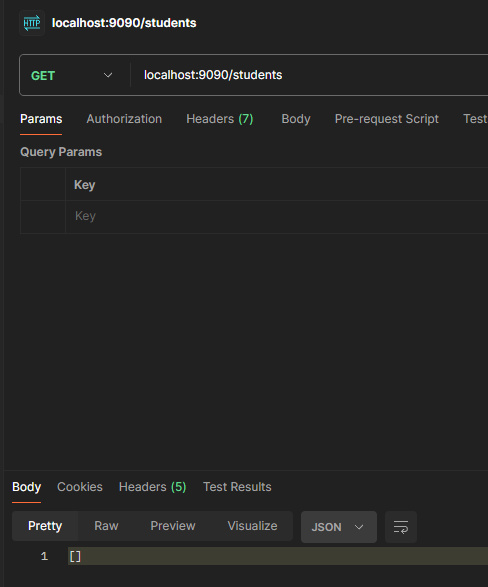 HTTP localhost:9090/students
GET localhost:9090/students
Params Authorization Headers (7) Body Pre-request Script Test
Query Params
Key
Key
Body Cookies Headers (5) Test Results
Pretty Raw Preview Visualize JSON
1 []